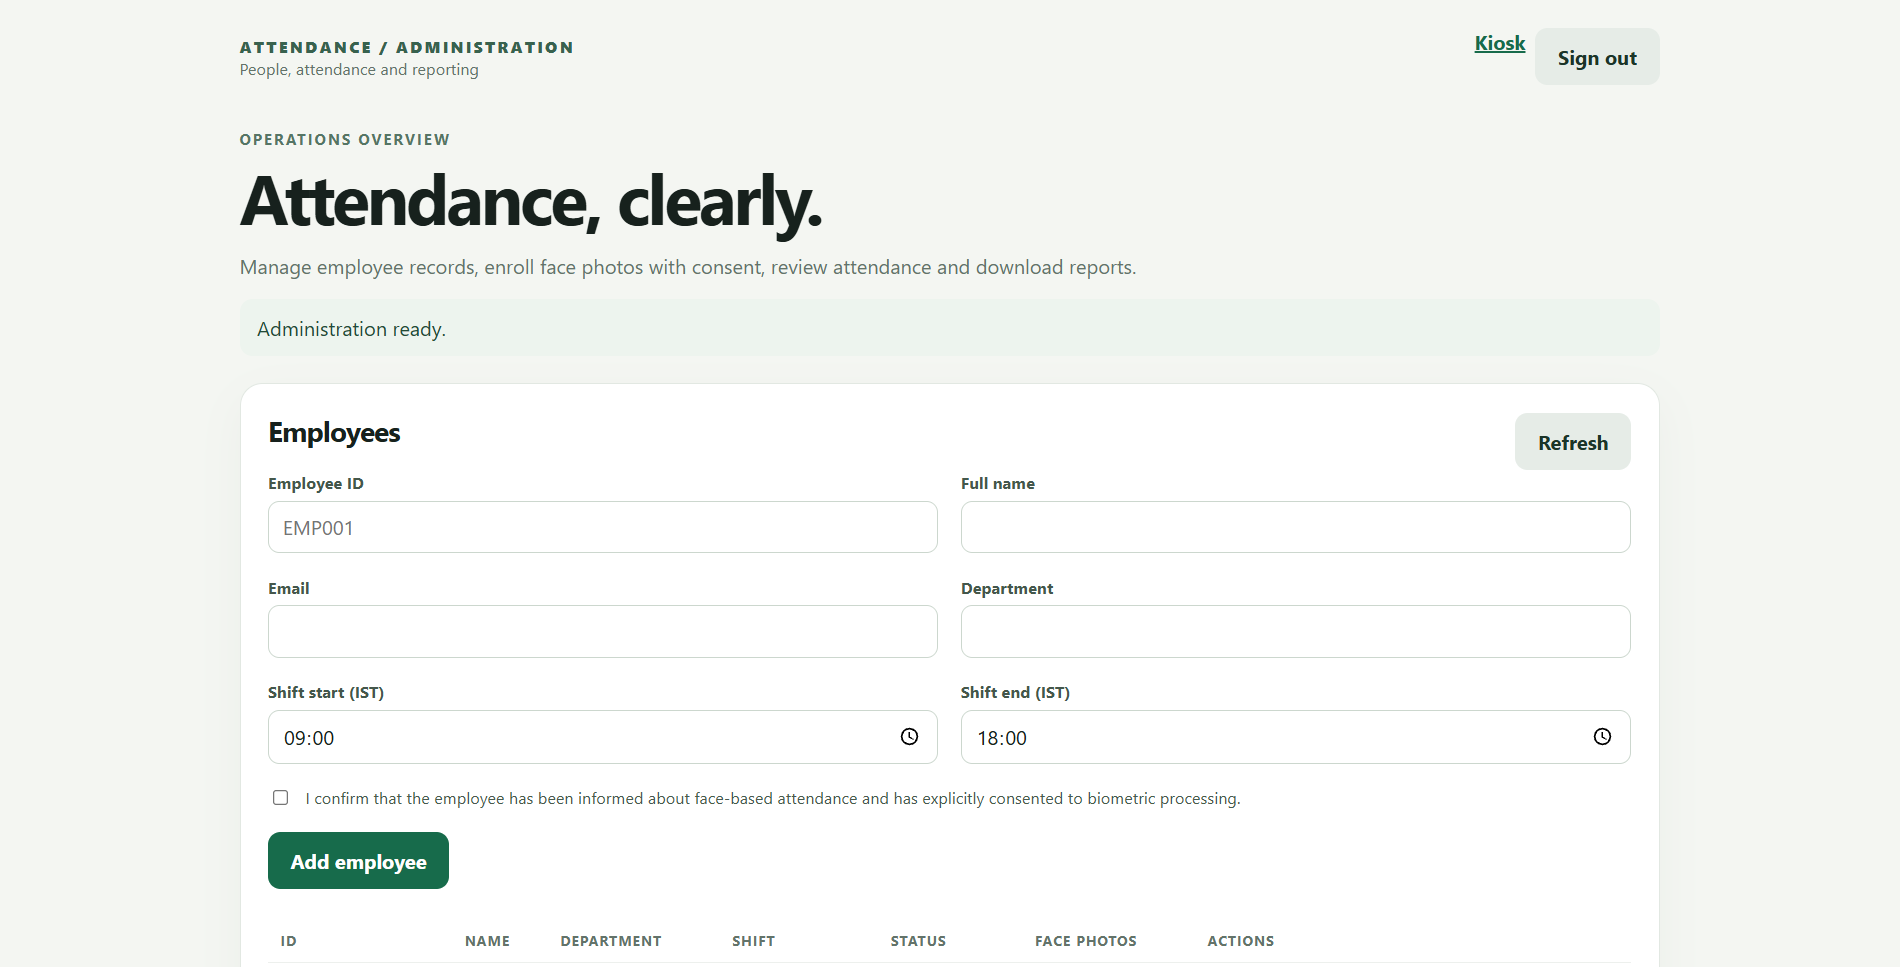 ATTENDANCE / ADMINISTRATION
People, attendance and reporting
Kiosk
Sign out
OPERATIONS OVERVIEW
Attendance, clearly.
Manage employee records, enroll face photos with consent, review attendance and download reports.
Administration ready.
Employees
Refresh
Employee ID
Full name
EMP001
Email
Department
Shift start (IST)
Shift end (IST)
09:00
18:00
I confirm that the employee has been informed about face-based attendance and has explicitly consented to biometric processing.
Add employee
ID NAME DEPARTMENT SHIFT STATUS FACE PHOTOS ACTIONS